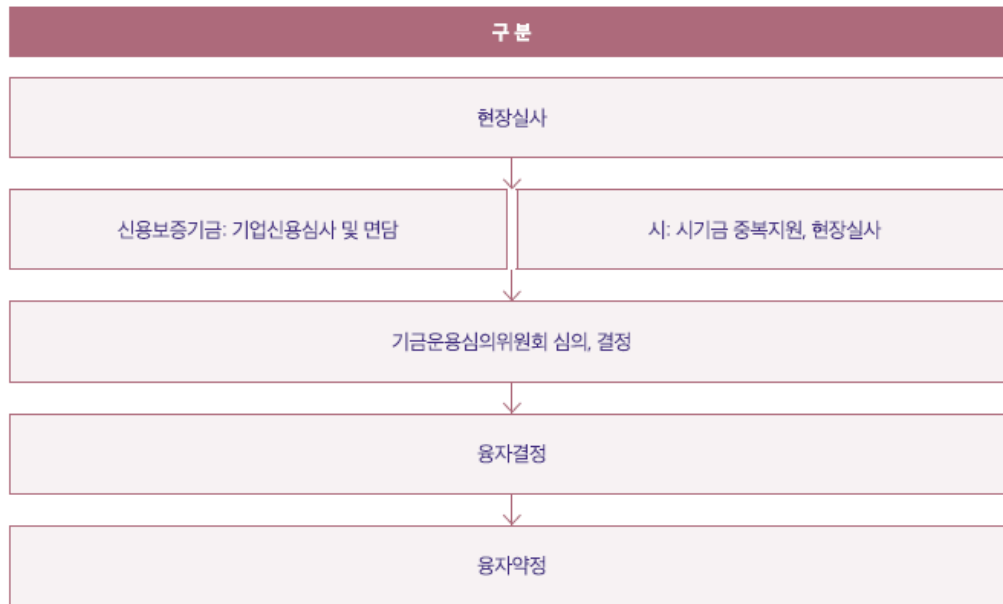 구 분
현장실사
신용보증기금: 기업신용심사 및 면담
시: 시기금 중복지원, 현장실사
기금운용심의위원회 심의, 결정
융자결정
융자약정